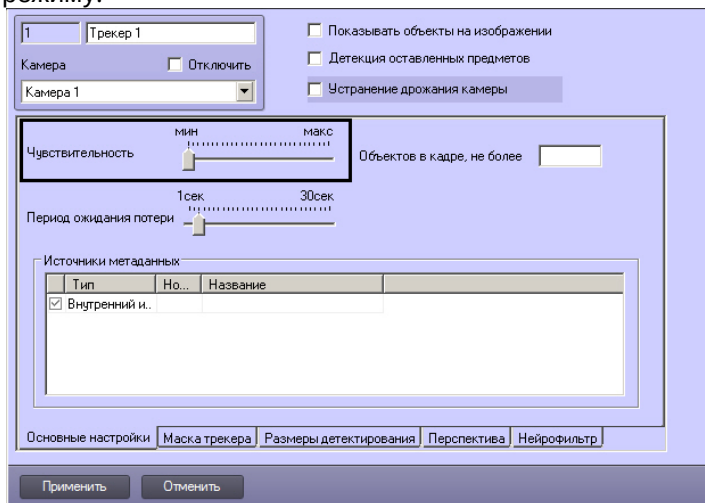 режиму.
1 Трекер 1
Показывать объекты на изображении
Камера Отключить
Детекция оставленных предметов
Камера 1
Устранение дрожания камеры
мин макс
Чувствительность
Объектов в кадре, не более
1сек 30сек
Период ожидания потери
Источники метаданных
Тип Но... Название
Внутренний и..
Основные настройки Маска трекера Размеры детектирования Перспектива Нейрофильтр
Применить Отменить